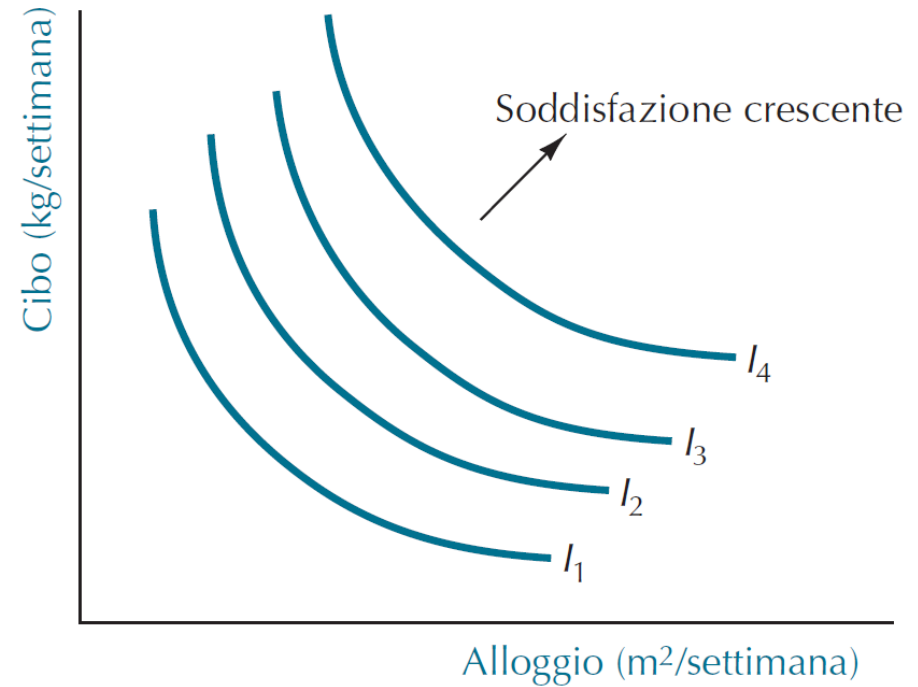 Cibo (kg/settimana)
Soddisfazione crescente
I4
I3
I2
I1
Alloggio (m²/settimana)